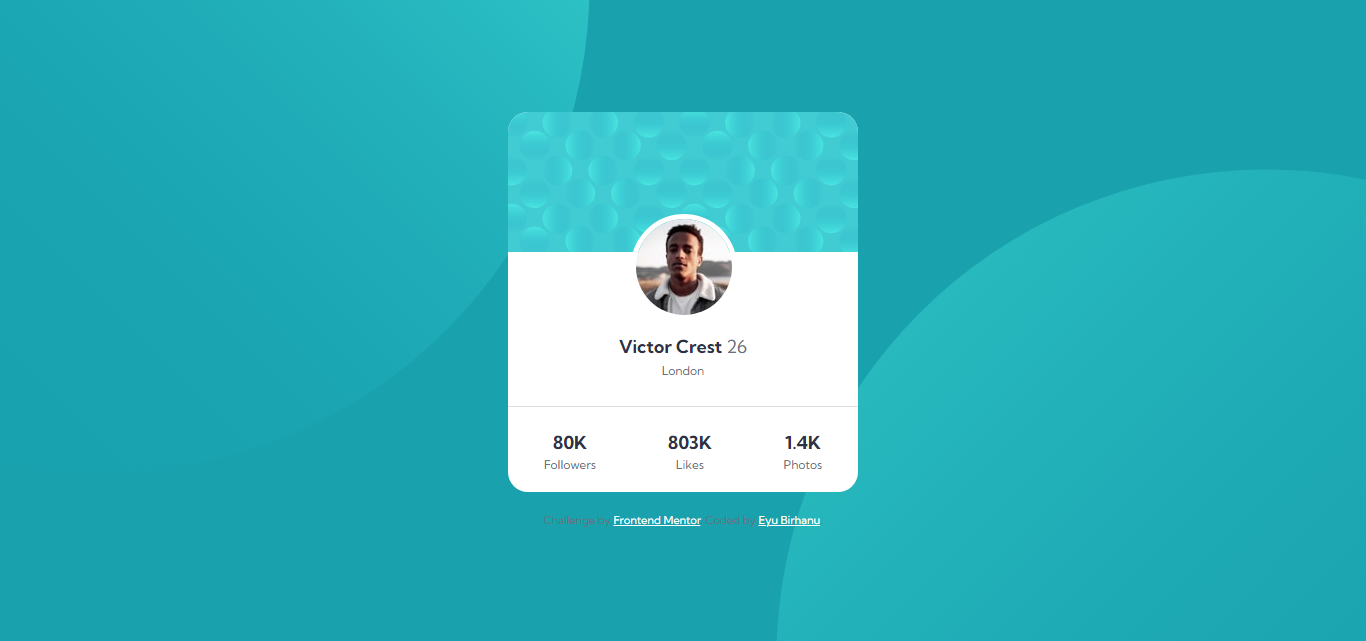 Victor Crest 26
London
80K 803K 1.4K
Followers Likes Photos
Challenge by Frontend Mentor. Coded by Eyu Birhanu